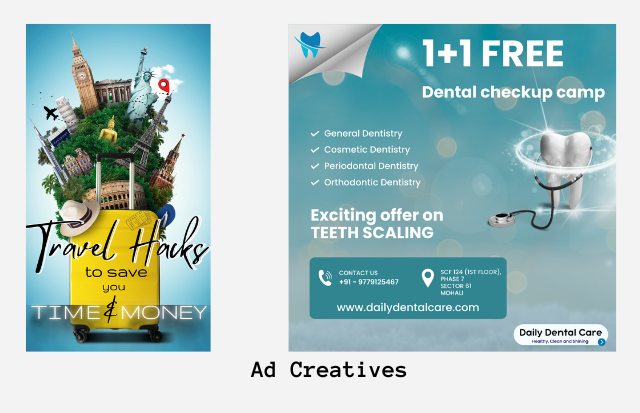 Travel Hacks
to save
you
TIME & MONEY
1+1 FREE
Dental checkup camp
General Dentistry
Cosmetic Dentistry
Periodontal Dentistry
Orthodontic Dentistry
Exciting offer on
TEETH SCALING
CONTACT US
+91 - 9779125467
SCF 124 (1ST FLOOR),
PHASE 7
SECTOR 61
MOHALI
www.dailydentalcare.com
Daily Dental Care
Healthy, Clean and Shining
Ad Creatives